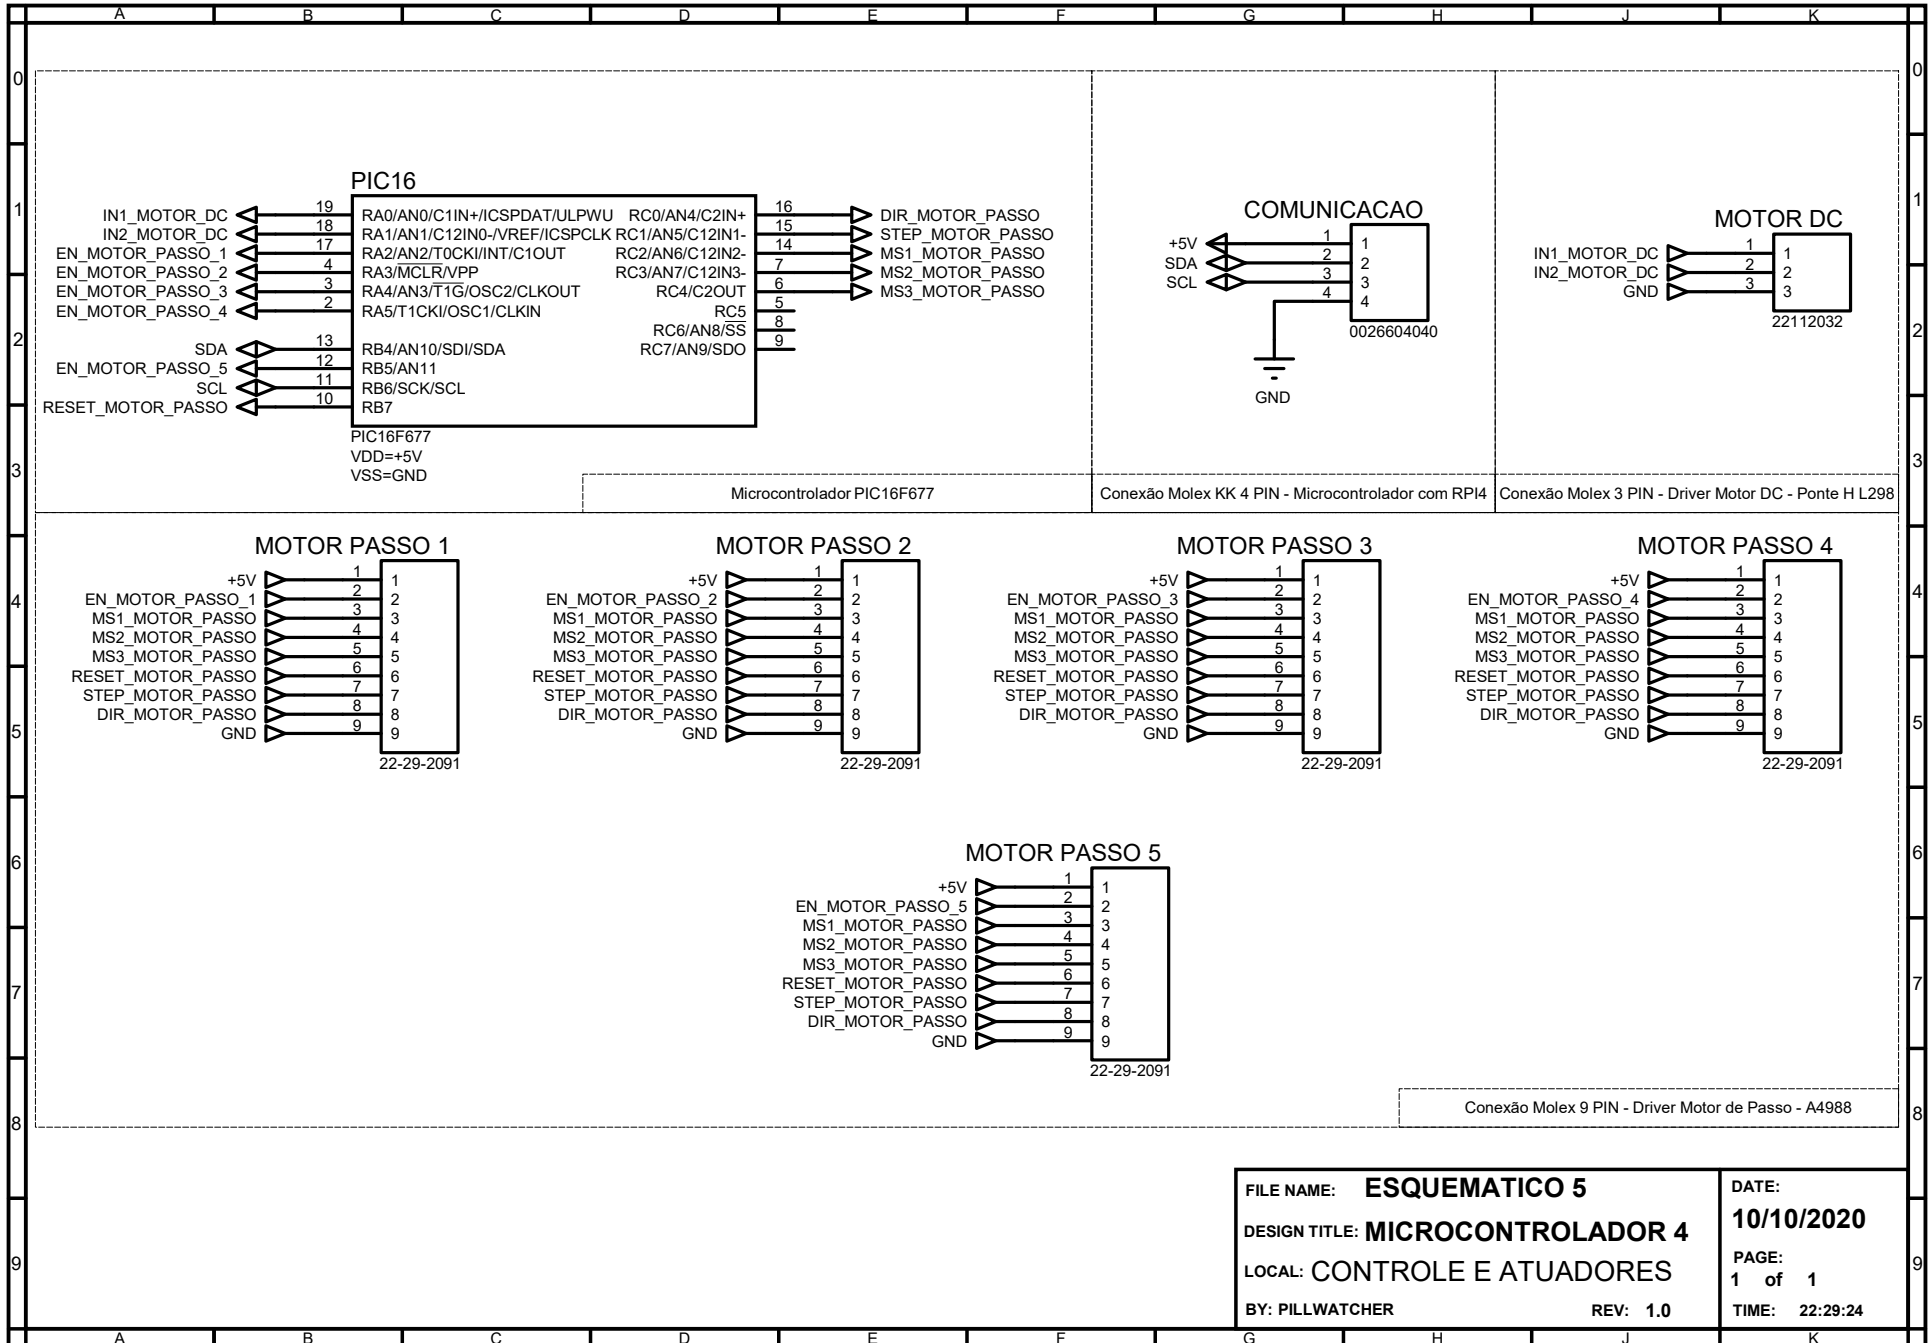 A B C D E F G H J K
0 0
1 1
2 2
3 3
4 4
5 5
6 6
7 7
8 8
9 9
PIC16
IN1_MOTOR_DC 19 RA0/AN0/C1IN+/ICSPDAT/ULPWU RC0/AN4/C2IN+ 16 DIR_MOTOR_PASSO
IN2_MOTOR_DC 18 RA1/AN1/C12IN0-/VREF/ICSPCLK RC1/AN5/C12IN1- 15 STEP_MOTOR_PASSO
EN_MOTOR_PASSO_1 17 RA2/AN2/T0CKI/INT/C1OUT RC2/AN6/C12IN2- 14 MS1_MOTOR_PASSO
EN_MOTOR_PASSO_2 4 RA3/MCLR/VPP RC3/AN7/C12IN3- 7 MS2_MOTOR_PASSO
EN_MOTOR_PASSO_3 3 RA4/AN3/T1G/OSC2/CLKOUT RC4/C2OUT 6 MS3_MOTOR_PASSO
EN_MOTOR_PASSO_4 2 RA5/T1CKI/OSC1/CLKIN RC5 5
RC6/AN8/SS 8
SDA 13 RB4/AN10/SDI/SDA RC7/AN9/SDO 9
EN_MOTOR_PASSO_5 12 RB5/AN11
SCL 11 RB6/SCK/SCL
RESET_MOTOR_PASSO 10 RB7
PIC16F677
VDD=+5V
VSS=GND
Microcontrolador PIC16F677
COMUNICACAO
+5V 1 1
SDA 2 2
SCL 3 3
4 4
0026604040
GND
Conexão Molex KK 4 PIN - Microcontrolador com RPI4
MOTOR DC
IN1_MOTOR_DC 1 1
IN2_MOTOR_DC 2 2
GND 3 3
22112032
Conexão Molex 3 PIN - Driver Motor DC - Ponte H L298
MOTOR PASSO 1
+5V 1 1
EN_MOTOR_PASSO_1 2 2
MS1_MOTOR_PASSO 3 3
MS2_MOTOR_PASSO 4 4
MS3_MOTOR_PASSO 5 5
RESET_MOTOR_PASSO 6 6
STEP_MOTOR_PASSO 7 7
DIR_MOTOR_PASSO 8 8
GND 9 9
22-29-2091
MOTOR PASSO 2
+5V 1 1
EN_MOTOR_PASSO_2 2 2
MS1_MOTOR_PASSO 3 3
MS2_MOTOR_PASSO 4 4
MS3_MOTOR_PASSO 5 5
RESET_MOTOR_PASSO 6 6
STEP_MOTOR_PASSO 7 7
DIR_MOTOR_PASSO 8 8
GND 9 9
22-29-2091
MOTOR PASSO 3
+5V 1 1
EN_MOTOR_PASSO_3 2 2
MS1_MOTOR_PASSO 3 3
MS2_MOTOR_PASSO 4 4
MS3_MOTOR_PASSO 5 5
RESET_MOTOR_PASSO 6 6
STEP_MOTOR_PASSO 7 7
DIR_MOTOR_PASSO 8 8
GND 9 9
22-29-2091
MOTOR PASSO 4
+5V 1 1
EN_MOTOR_PASSO_4 2 2
MS1_MOTOR_PASSO 3 3
MS2_MOTOR_PASSO 4 4
MS3_MOTOR_PASSO 5 5
RESET_MOTOR_PASSO 6 6
STEP_MOTOR_PASSO 7 7
DIR_MOTOR_PASSO 8 8
GND 9 9
22-29-2091
MOTOR PASSO 5
+5V 1 1
EN_MOTOR_PASSO_5 2 2
MS1_MOTOR_PASSO 3 3
MS2_MOTOR_PASSO 4 4
MS3_MOTOR_PASSO 5 5
RESET_MOTOR_PASSO 6 6
STEP_MOTOR_PASSO 7 7
DIR_MOTOR_PASSO 8 8
GND 9 9
22-29-2091
Conexão Molex 9 PIN - Driver Motor de Passo - A4988
FILE NAME: ESQUEMATICO 5
DESIGN TITLE: MICROCONTROLADOR 4
LOCAL: CONTROLE E ATUADORES
BY: PILLWATCHER REV: 1.0
DATE:
10/10/2020
PAGE:
1 of 1
TIME: 22:29:24
A B C D E F G H J K